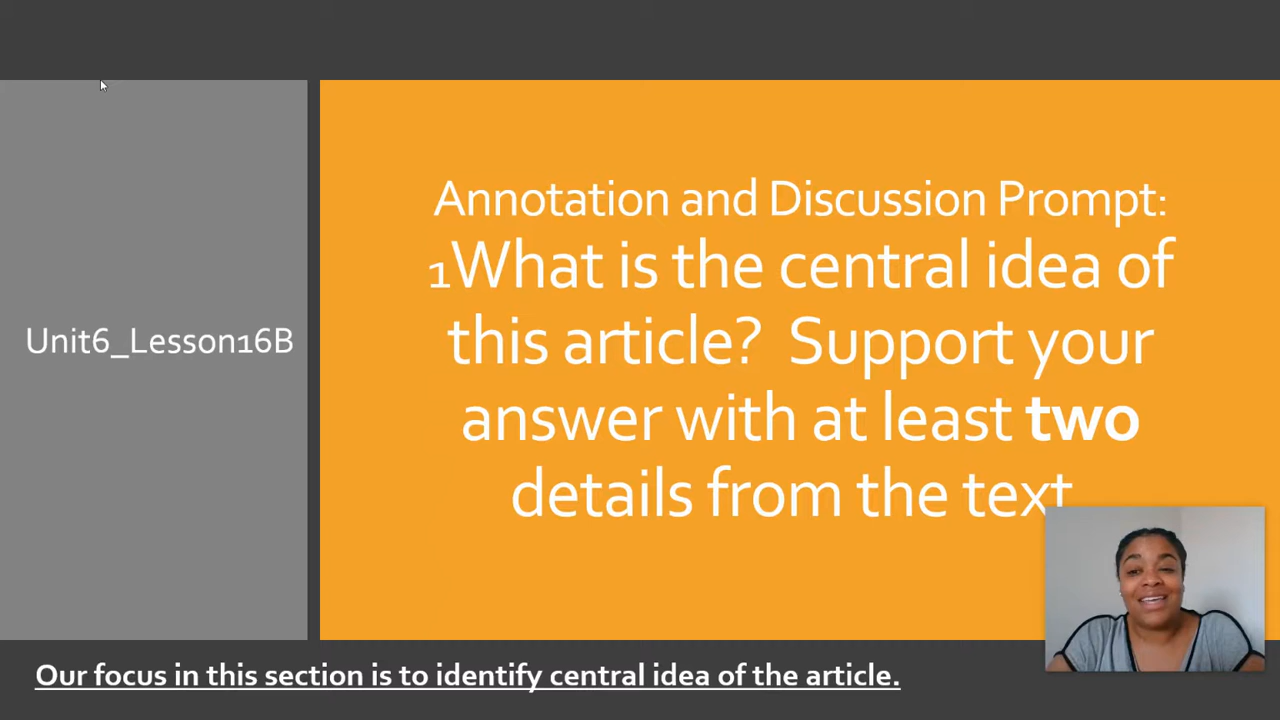 Unit6_Lesson16B
Annotation and Discussion Prompt:
1What is the central idea of
this article?  Support your
answer with at least two
details from the text
Our focus in this section is to identify central idea of the article.